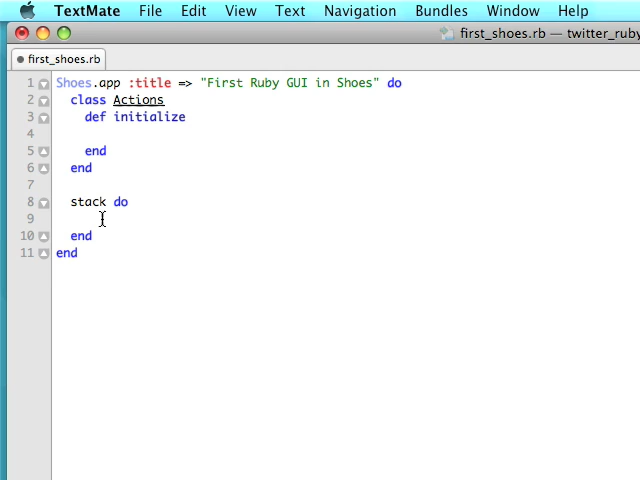 TextMate File Edit View Text Navigation Bundles Window Help
first_shoes.rb — twitter_ruby
first_shoes.rb
1 Shoes.app :title => "First Ruby GUI in Shoes" do
2 class Actions
3 def initialize
4
5 end
6 end
7
8 stack do
9
10 end
11 end